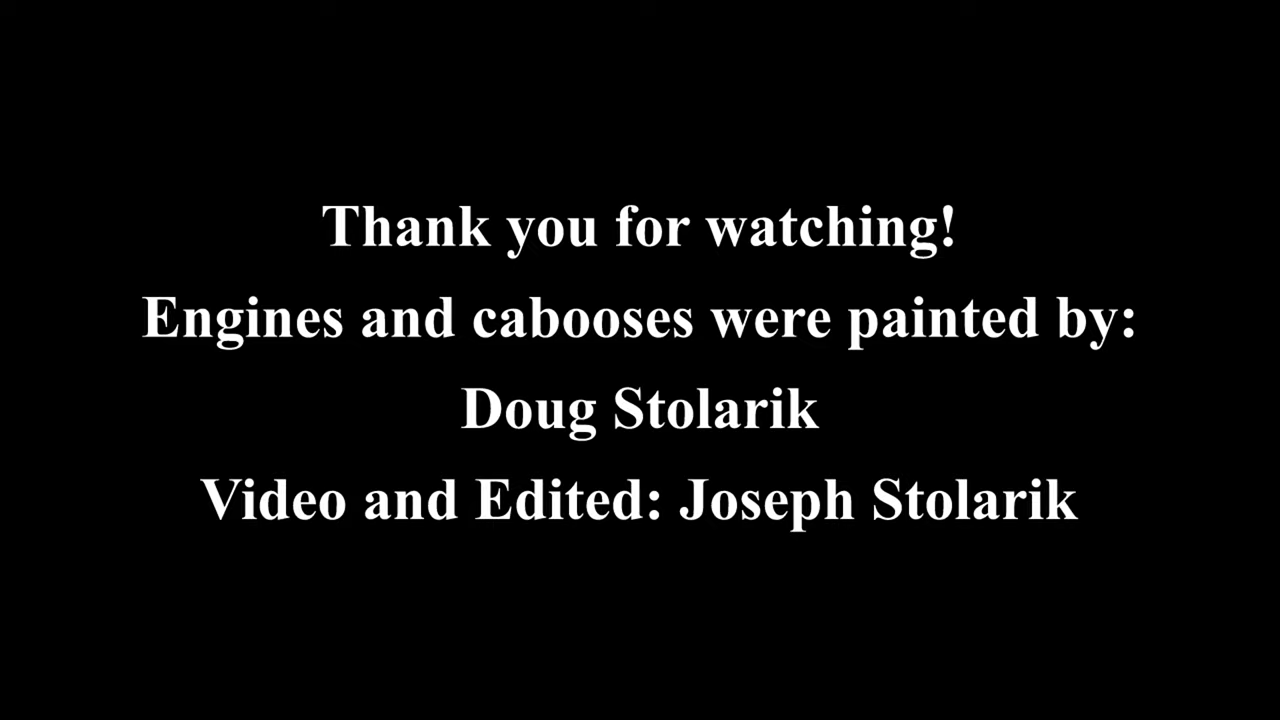 Thank you for watching!
Engines and cabooses were painted by:
Doug Stolarik
Video and Edited: Joseph Stolarik